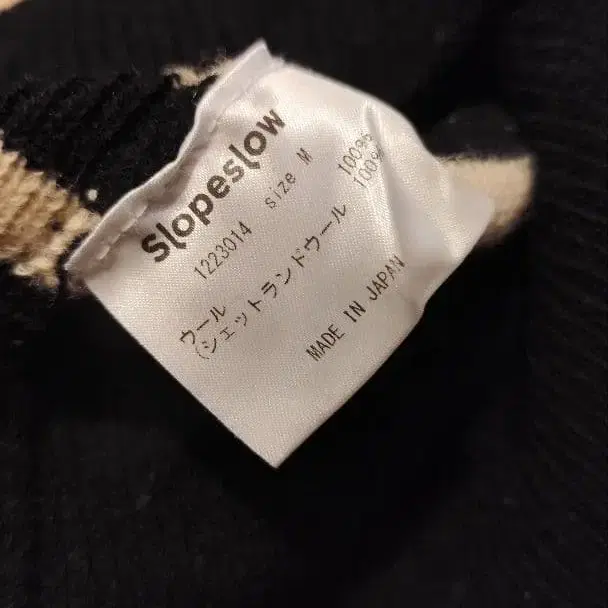 Slopeslow
1223014 size M
ウール 100%
(シェットランドウール 100%
MADE IN JAPAN